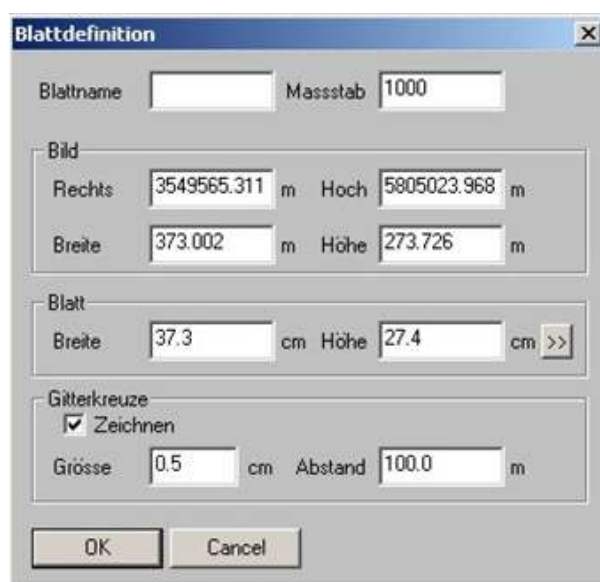 Blattdefinition
Blattname Massstab 1000
Bild
Rechts 3549565.311 m Hoch 5805023.968 m
Breite 373.002 m Höhe 273.726 m
Blatt
Breite 37.3 cm Höhe 27.4 cm >>
Gitterkreuze
Zeichnen
Grösse 0.5 cm Abstand 100.0 m
OK Cancel